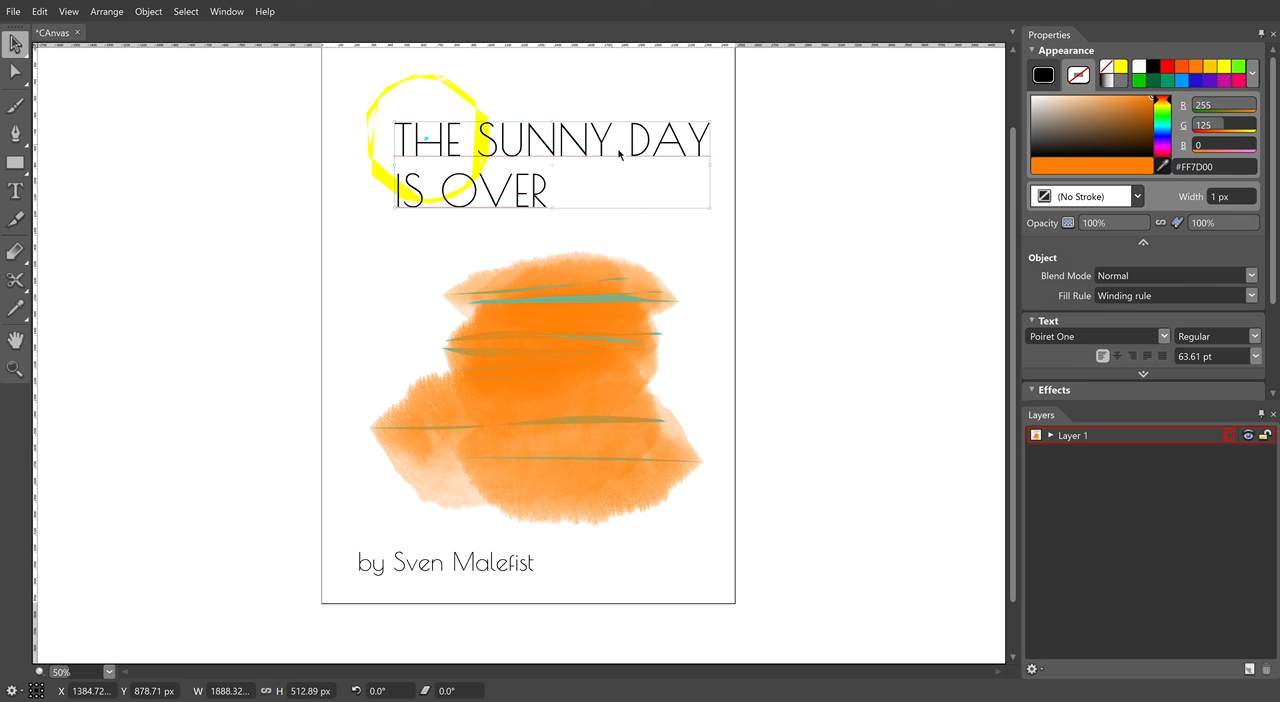 File Edit View Arrange Object Select Window Help
*CAnvas ×
Properties
Appearance
R 255
G 125
B 0
#FF7D00
(No Stroke) Width 1 px
Opacity 100% 100%
Object
Blend Mode Normal
Fill Rule Winding rule
Text
Poiret One Regular
63.61 pt
Effects
Layers
Layer 1
THE SUNNY DAY
IS OVER
by Sven Malefist
50%
X 1384.72... Y 878.71 px W 1888.32... H 512.89 px 0.0° 0.0°